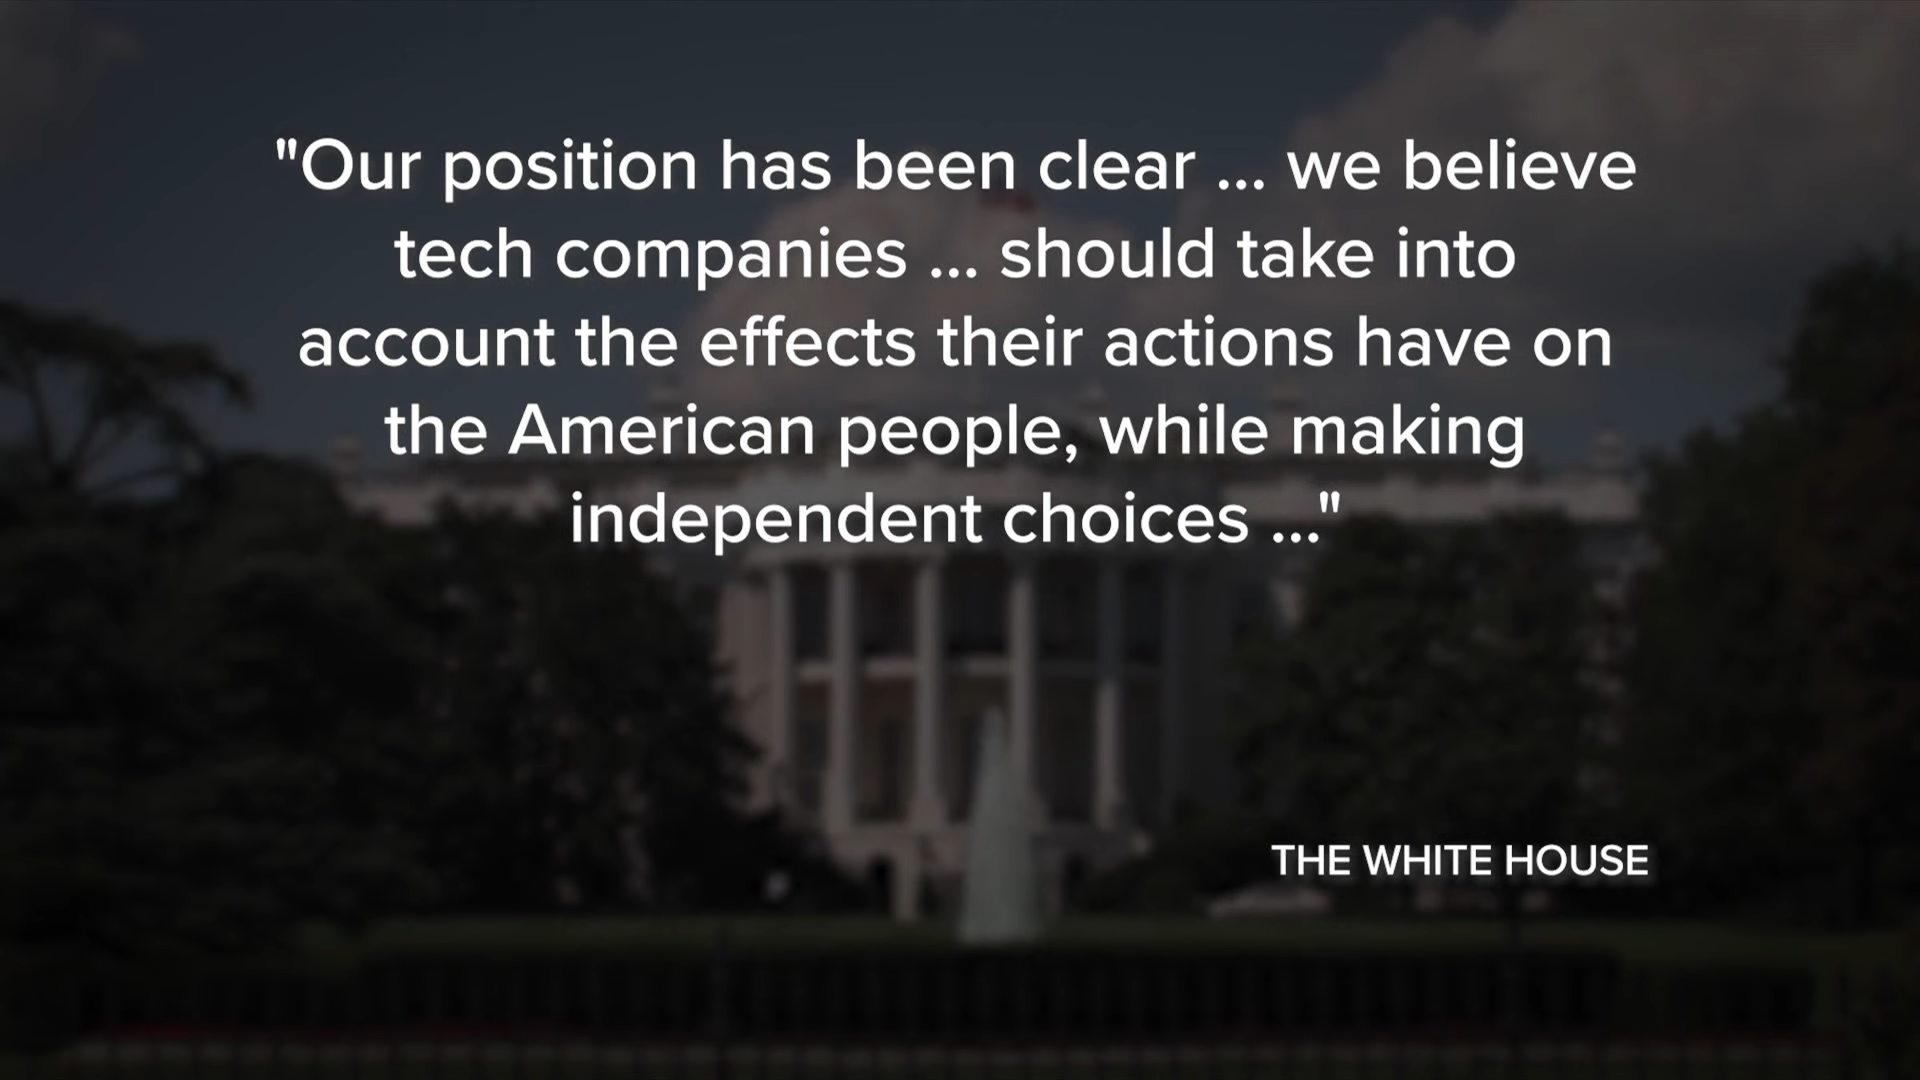 "Our position has been clear ... we believe
tech companies ... should take into
account the effects their actions have on
the American people, while making
independent choices ..."
THE WHITE HOUSE